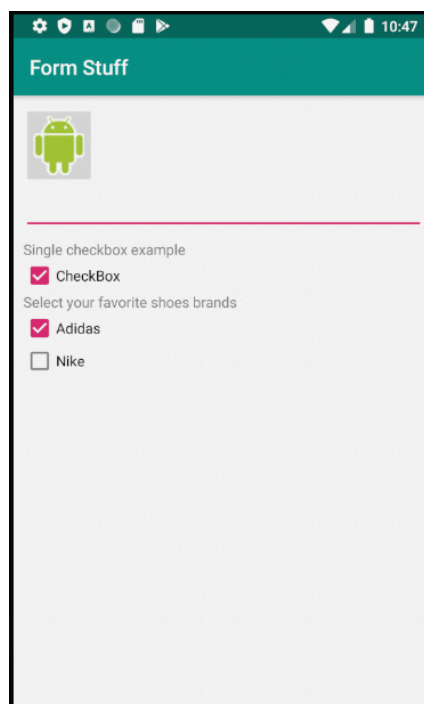 10:47
Form Stuff
Single checkbox example
CheckBox
Select your favorite shoes brands
Adidas
Nike